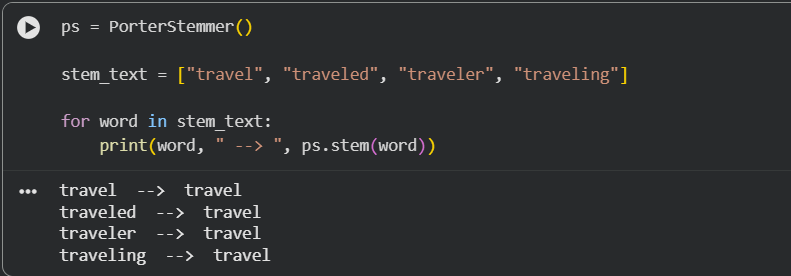 ps = PorterStemmer()
stem_text = ["travel", "traveled", "traveler", "traveling"]
for word in stem_text:
    print(word, " --> ", ps.stem(word))
travel  -->  travel
traveled  -->  travel
traveler  -->  travel
traveling  -->  travel